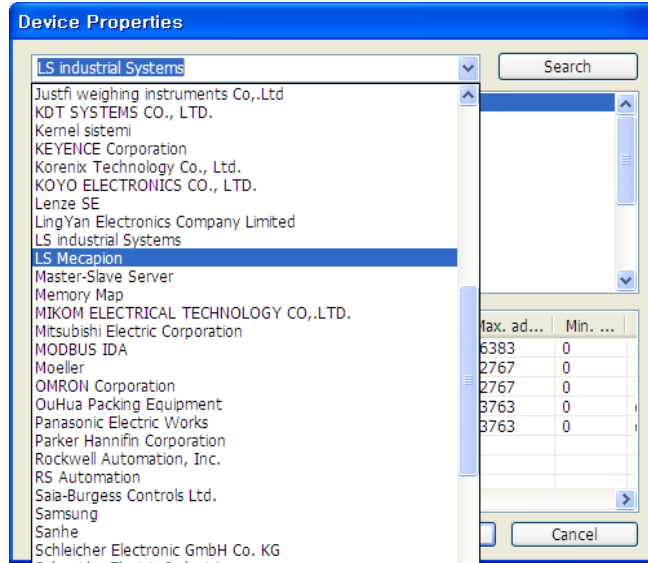 Device Properties
LS industrial Systems
Search
Justfi weighing instruments Co,.Ltd
KDT SYSTEMS CO., LTD.
Kernel sistemi
KEYENCE Corporation
Korenix Technology Co., Ltd.
KOYO ELECTRONICS CO., LTD.
Lenze SE
LingYan Electronics Company Limited
LS industrial Systems
LS Mecapion
Master-Slave Server
Memory Map
MIKOM ELECTRICAL TECHNOLOGY CO,.LTD.
Mitsubishi Electric Corporation
MODBUS IDA
Moeller
OMRON Corporation
OuHua Packing Equipment
Panasonic Electric Works
Parker Hannifin Corporation
Rockwell Automation, Inc.
RS Automation
Saia-Burgess Controls Ltd.
Samsung
Sanhe
Schleicher Electronic GmbH Co. KG
Max. ad... Min. ...
6383 0
2767 0
2767 0
3763 0
3763 0
Cancel